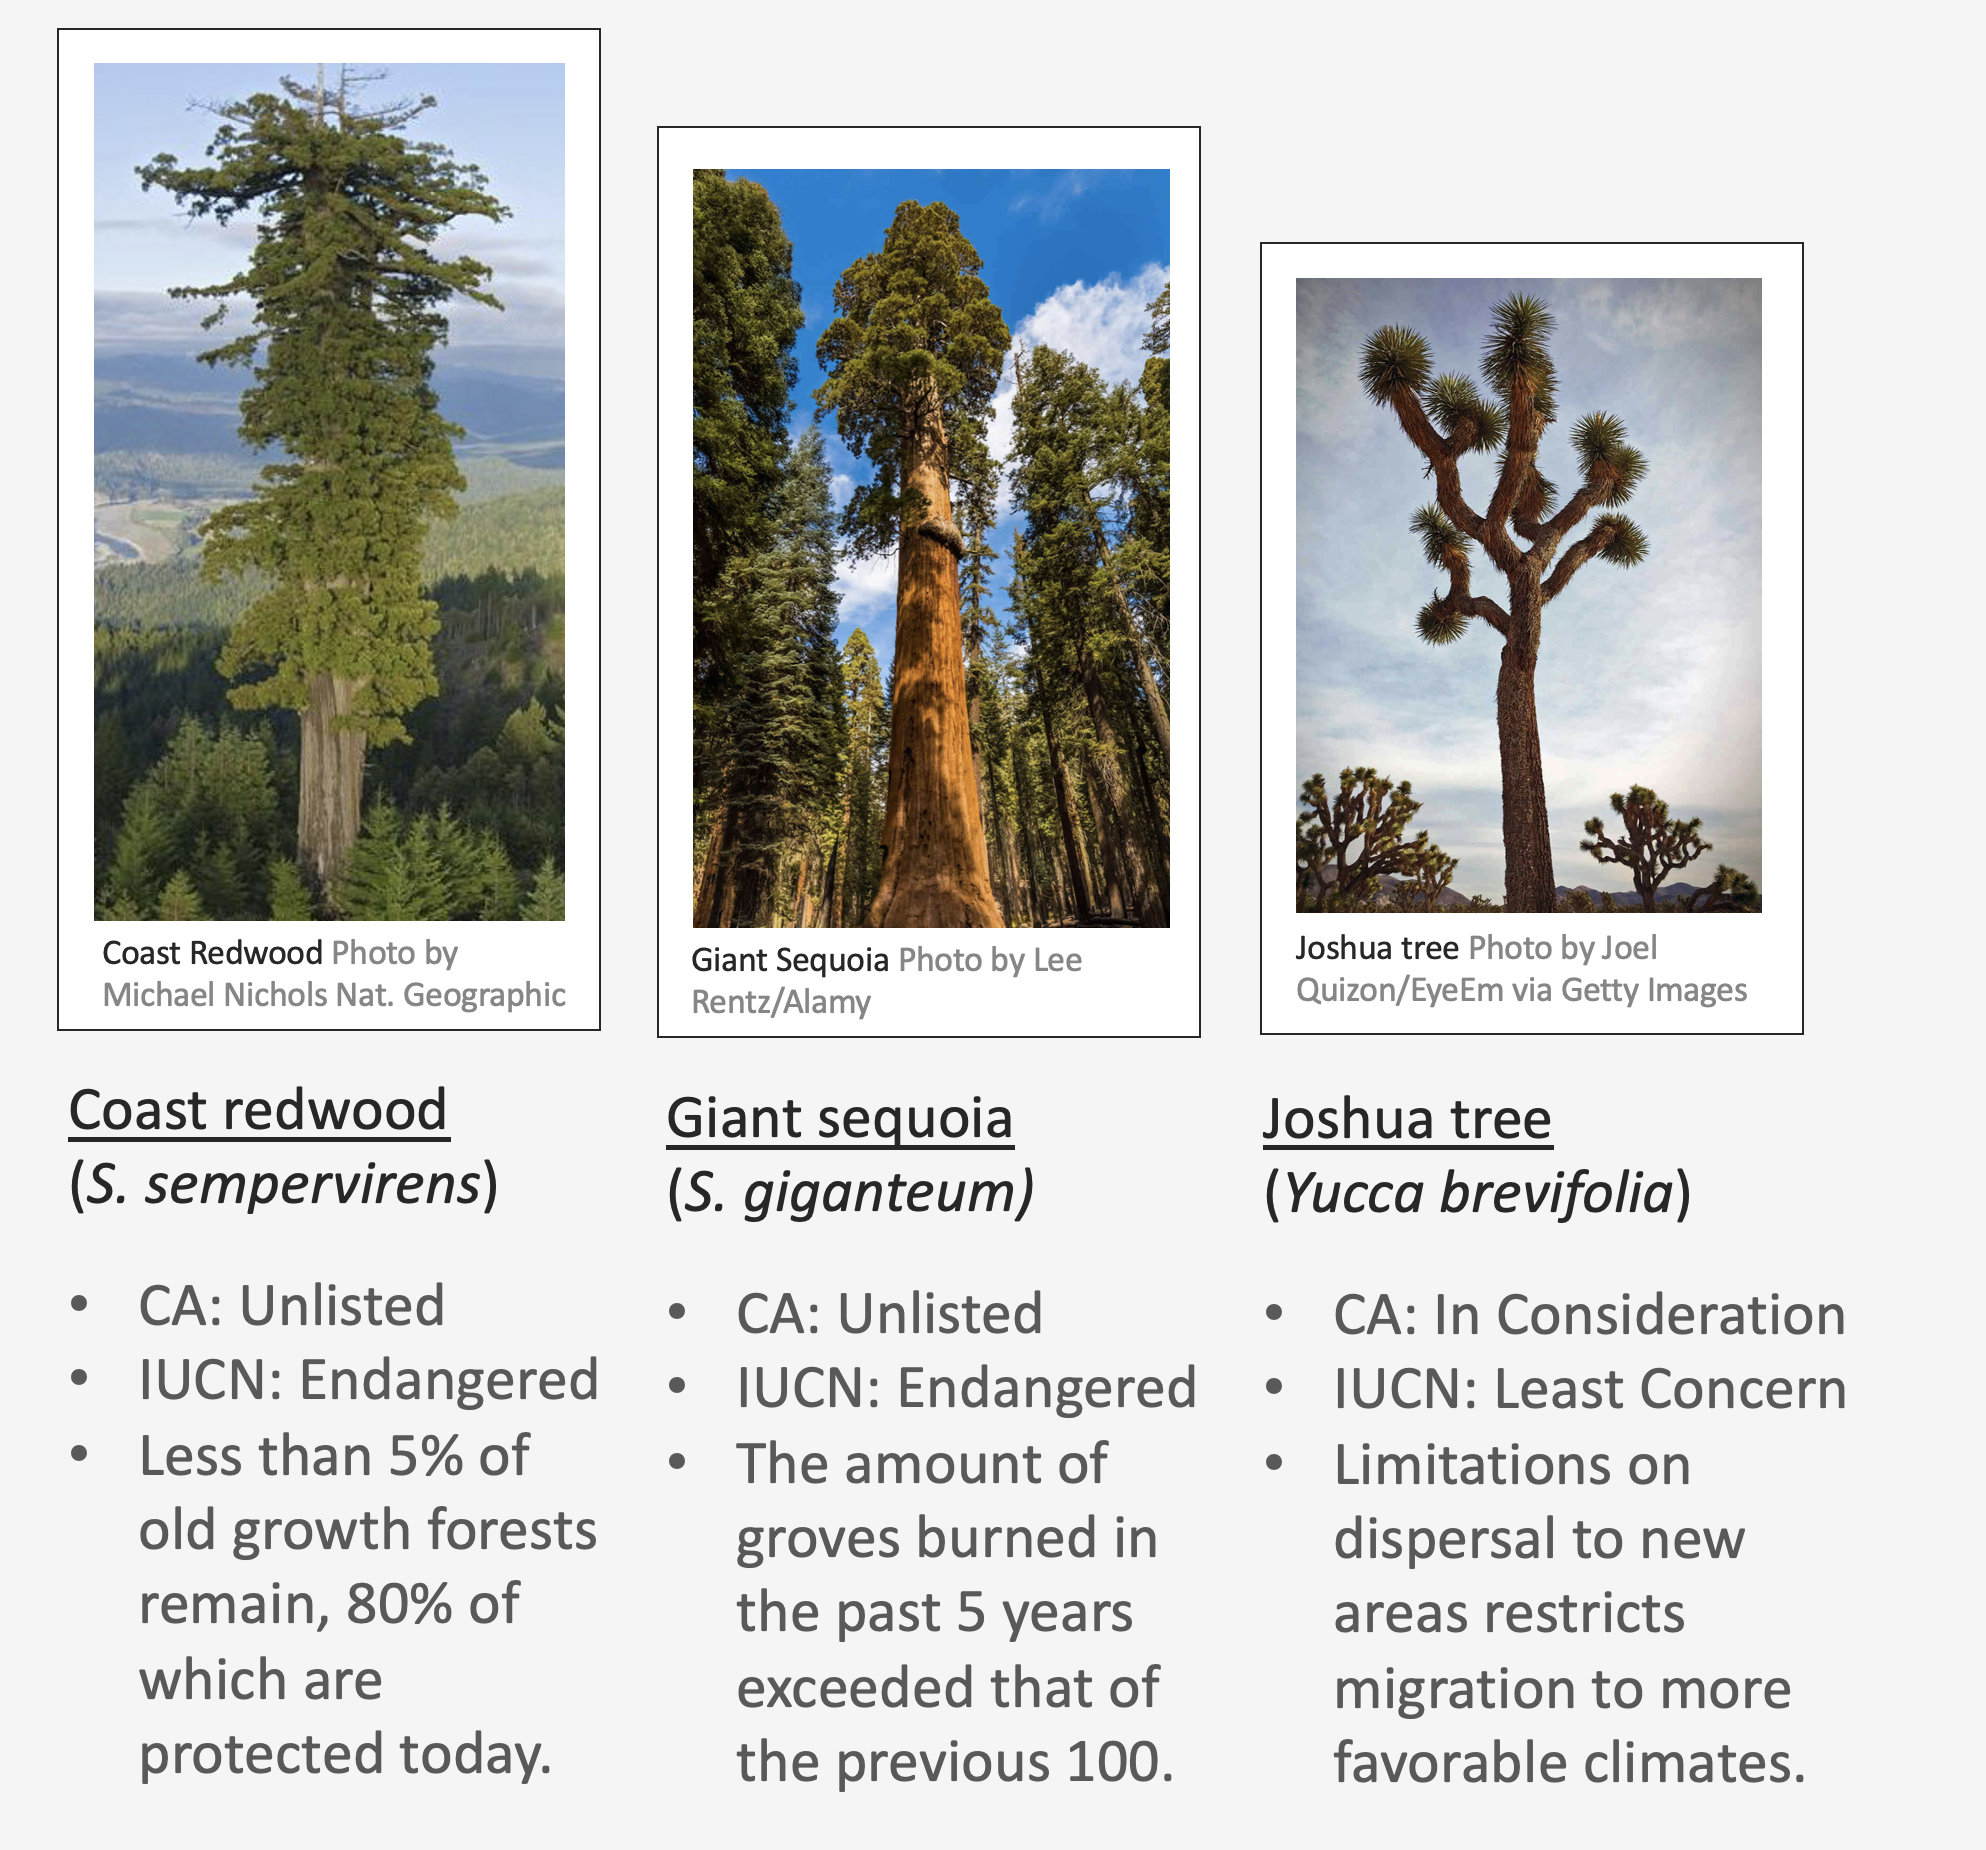 Coast Redwood Photo by
Michael Nichols Nat. Geographic
Giant Sequoia Photo by Lee
Rentz/Alamy
Joshua tree Photo by Joel
Quizon/EyeEm via Getty Images
Coast redwood
(S. sempervirens)
• CA: Unlisted
• IUCN: Endangered
• Less than 5% of
old growth forests
remain, 80% of
which are
protected today.
Giant sequoia
(S. giganteum)
• CA: Unlisted
• IUCN: Endangered
• The amount of
groves burned in
the past 5 years
exceeded that of
the previous 100.
Joshua tree
(Yucca brevifolia)
• CA: In Consideration
• IUCN: Least Concern
• Limitations on
dispersal to new
areas restricts
migration to more
favorable climates.